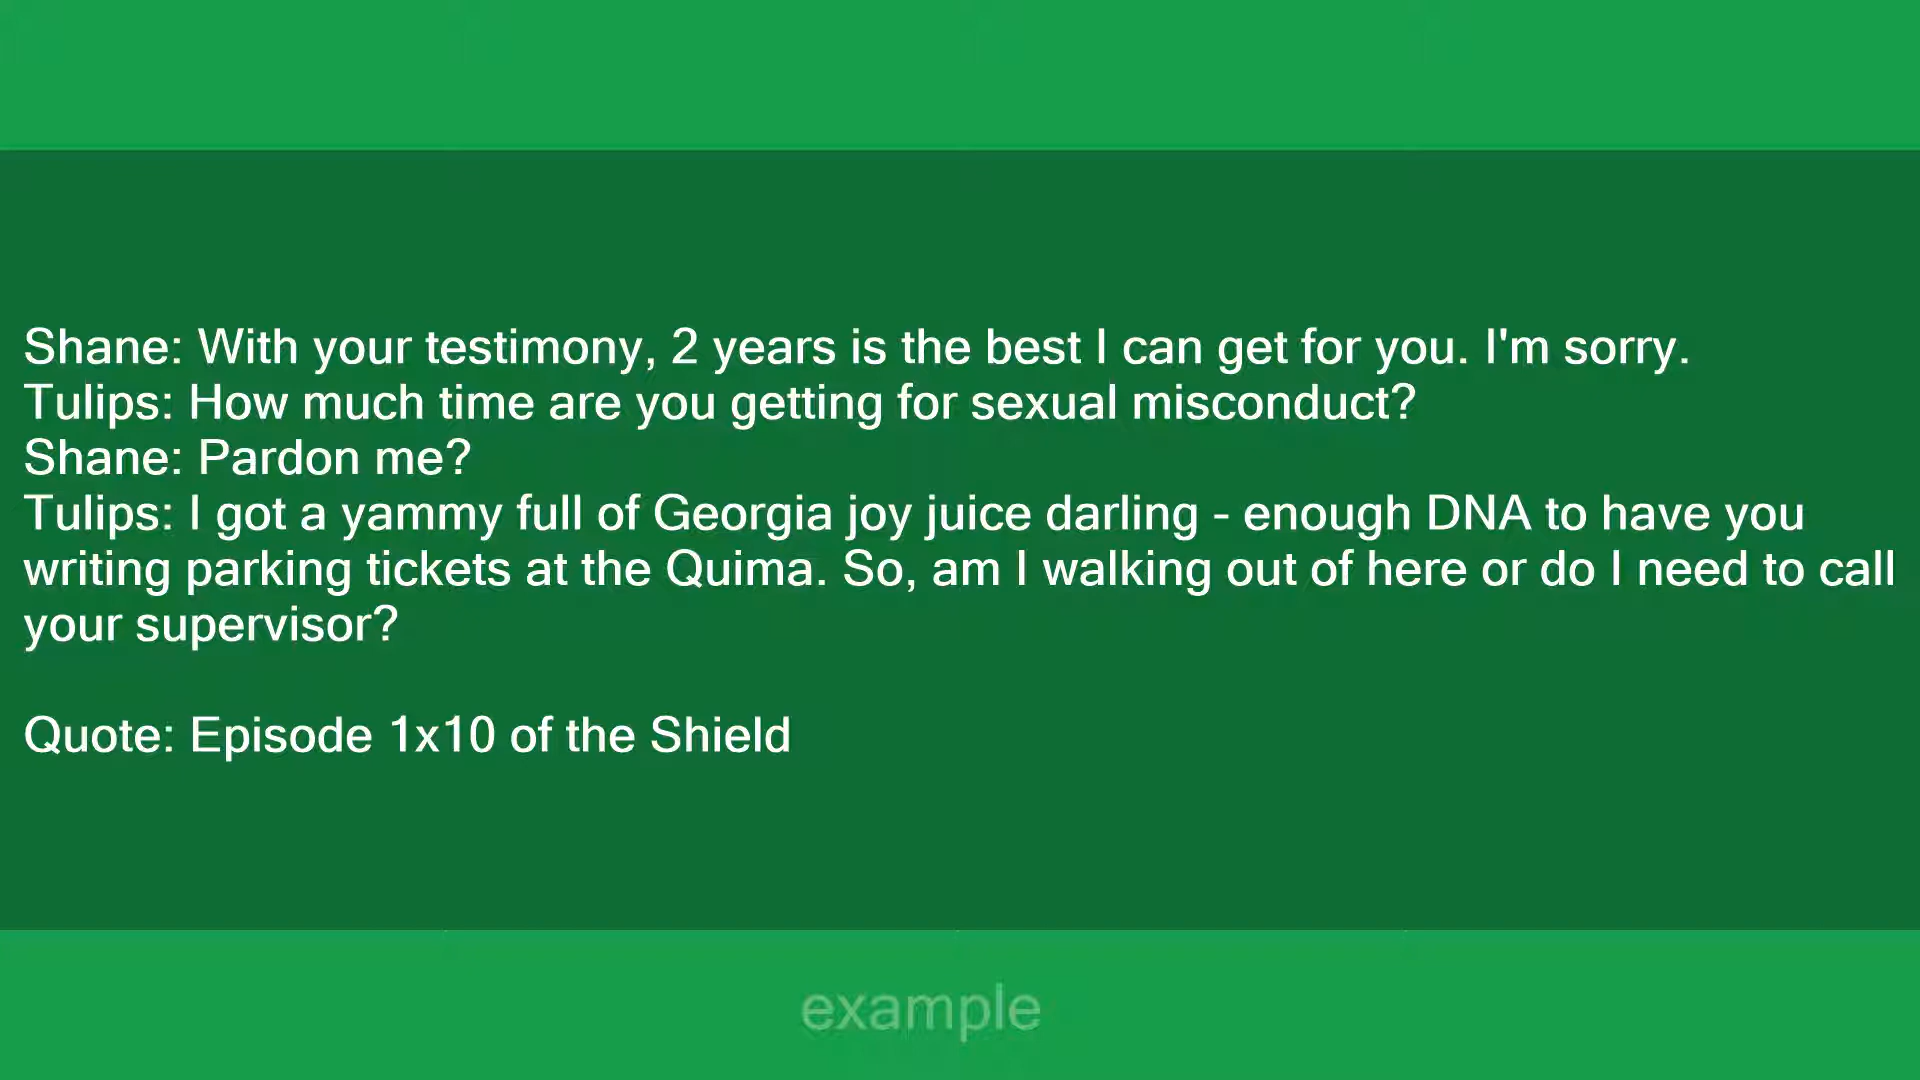 Shane: With your testimony, 2 years is the best I can get for you. I'm sorry.
Tulips: How much time are you getting for sexual misconduct?
Shane: Pardon me?
Tulips: I got a yammy full of Georgia joy juice darling - enough DNA to have you
writing parking tickets at the Quima. So, am I walking out of here or do I need to call
your supervisor?
Quote: Episode 1x10 of the Shield
example